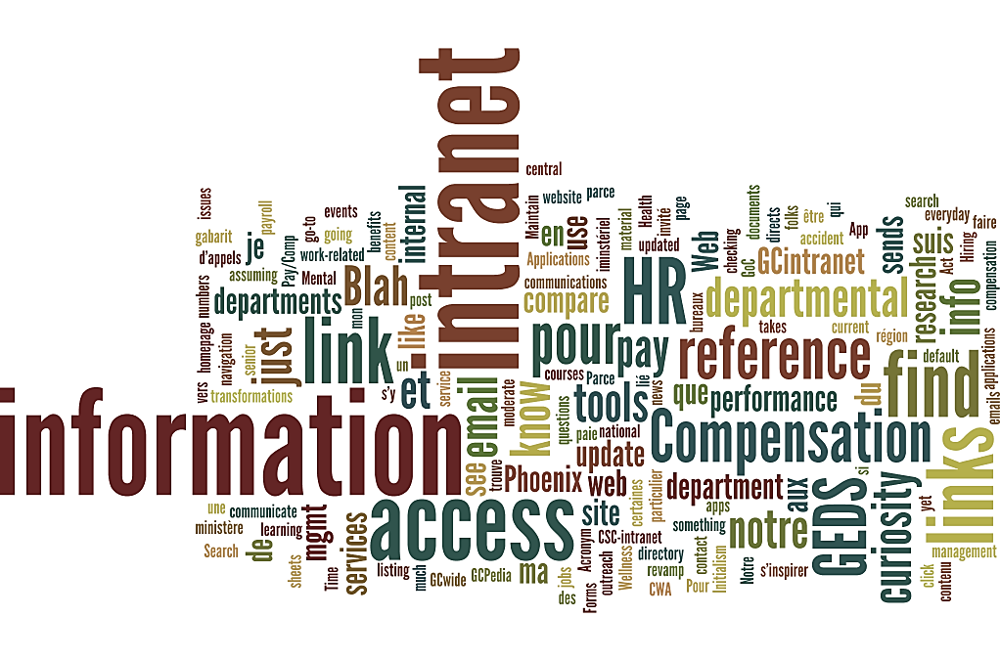 intranet
central
issues
payroll
gabarit
d'appels
je
go-to
events
going
benefits
content
internal
Pay/Comp
work-related
assuming
Mental
departments
Blah
post
mon
like
numbers
homepage
navigation
vers
senior
just
link
un
transformations
s'y
et
service
information
Maintain
website
parce
en
use
ministériel
material
Health
invité
page
updated
Applications
communications
compare
HR
Web
checking
GoC
documents
directs
folks
être
qui
accident
App
GCintranet
sends
search
everyday
faire
suis
Act
Hiring
compensation
research
info
departmental
bureaux
takes
current
région
pour
pay
reference
default
find
applications
emails
du
courses
Parce
lié
news
que
performance
tools
moderate
know
email
questions
paie
national
update
Compensation
links
see
trouve
Phoenix
web
certaines
particulier
department
aux
si
GEDS
curiosity
yet
une
communicate
ministère
learning
mgmt
Search
de
sheets
Time
services
access
site
apps
something
notre
CSC-intranet
directory
Acronym
outreach
Wellness
revamp
contact
Initialism
Notre
s'inspirer
listing
much
GCwide
GCPedia
ma
jobs
des
Forms
CWA
Pour
management
click
contenu